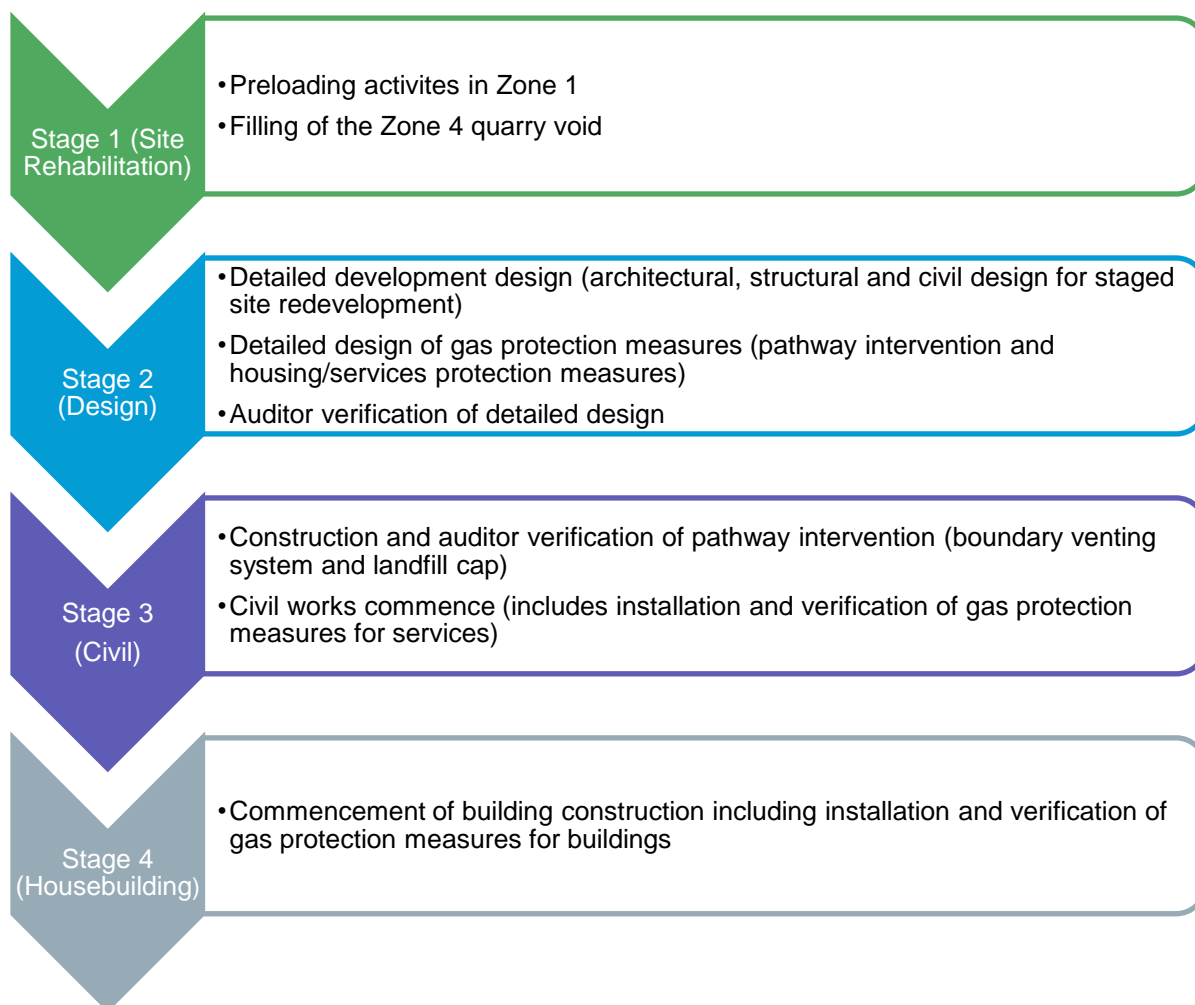 Stage 1 (Site
Rehabilitation)
•Preloading activites in Zone 1
•Filling of the Zone 4 quarry void
Stage 2
(Design)
•Detailed development design (architectural, structural and civil design for staged
site redevelopment)
•Detailed design of gas protection measures (pathway intervention and
housing/services protection measures)
•Auditor verification of detailed design
Stage 3
(Civil)
•Construction and auditor verification of pathway intervention (boundary venting
system and landfill cap)
•Civil works commence (includes installation and verification of gas protection
measures for services)
Stage 4
(Housebuilding)
•Commencement of building construction including installation and verification of
gas protection measures for buildings